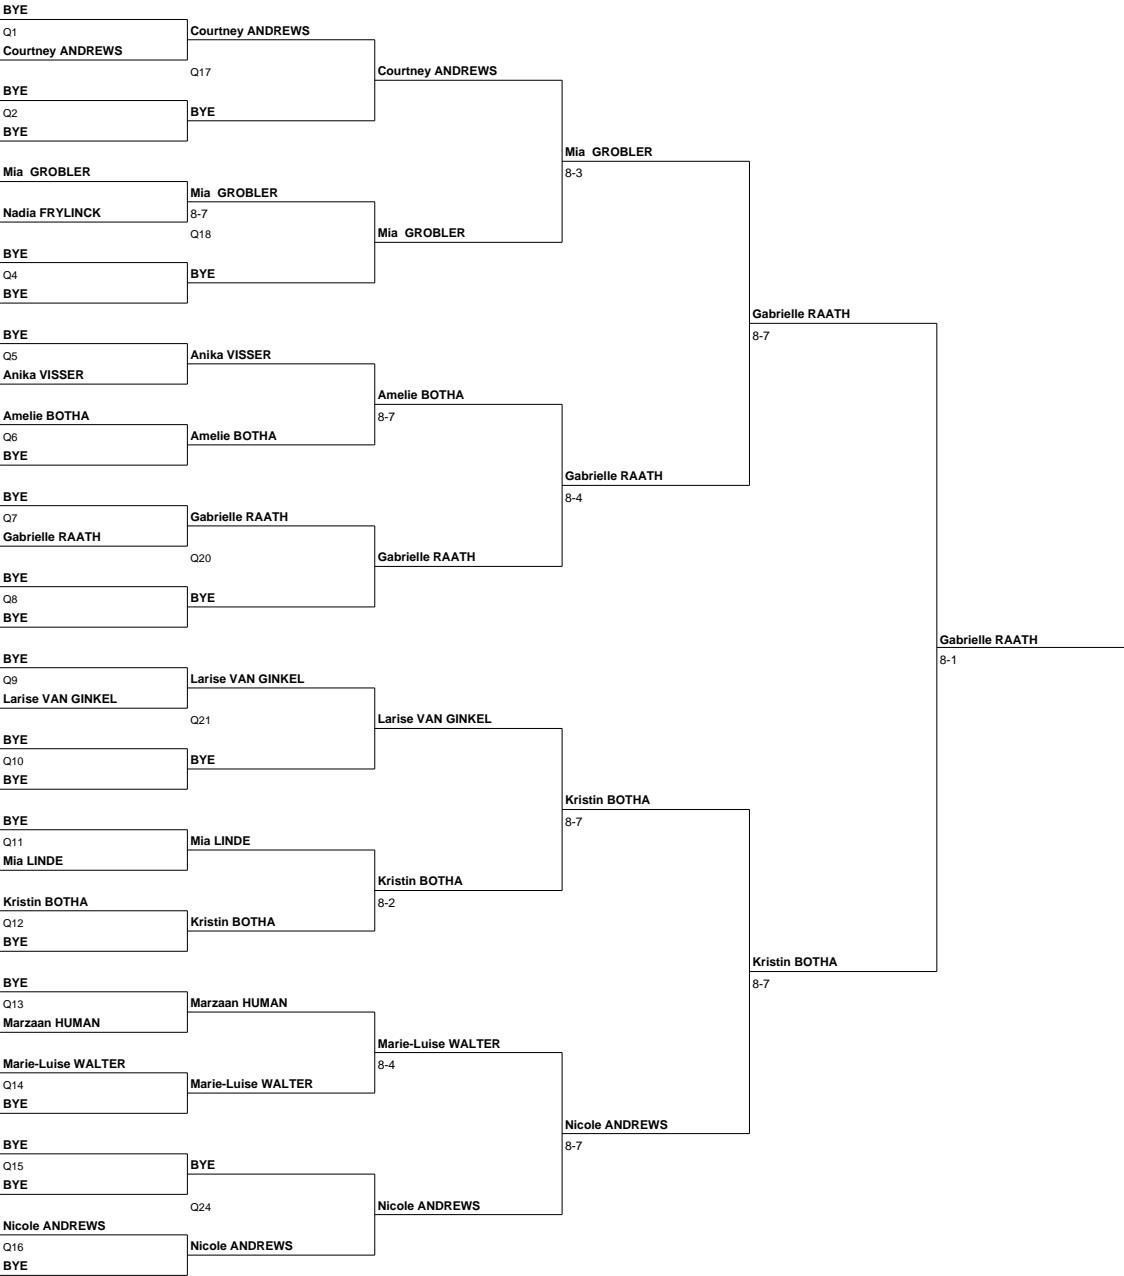 BYE
Q1
Courtney ANDREWS
Courtney ANDREWS
Q17
BYE
Q2
BYE
BYE
Courtney ANDREWS
Mia  GROBLER
Nadia FRYLINCK
Mia  GROBLER
8-7
Q18
BYE
Q4
BYE
BYE
Mia  GROBLER
Mia  GROBLER
8-3
BYE
Q5
Anika VISSER
Anika VISSER
Amelie BOTHA
Q6
BYE
Amelie BOTHA
Amelie BOTHA
8-7
BYE
Q7
Gabrielle RAATH
Gabrielle RAATH
Q20
BYE
Q8
BYE
BYE
Gabrielle RAATH
Gabrielle RAATH
8-4
Gabrielle RAATH
8-7
BYE
Q9
Larise VAN GINKEL
Larise VAN GINKEL
Q21
BYE
Q10
BYE
BYE
Larise VAN GINKEL
BYE
Q11
Mia LINDE
Mia LINDE
Kristin BOTHA
Q12
BYE
Kristin BOTHA
Kristin BOTHA
8-2
Kristin BOTHA
8-7
BYE
Q13
Marzaan HUMAN
Marzaan HUMAN
Marie-Luise WALTER
Q14
BYE
Marie-Luise WALTER
Marie-Luise WALTER
8-4
BYE
Q15
BYE
BYE
Q24
Nicole ANDREWS
Q16
BYE
Nicole ANDREWS
Nicole ANDREWS
Nicole ANDREWS
8-7
Kristin BOTHA
8-7
Gabrielle RAATH
8-1